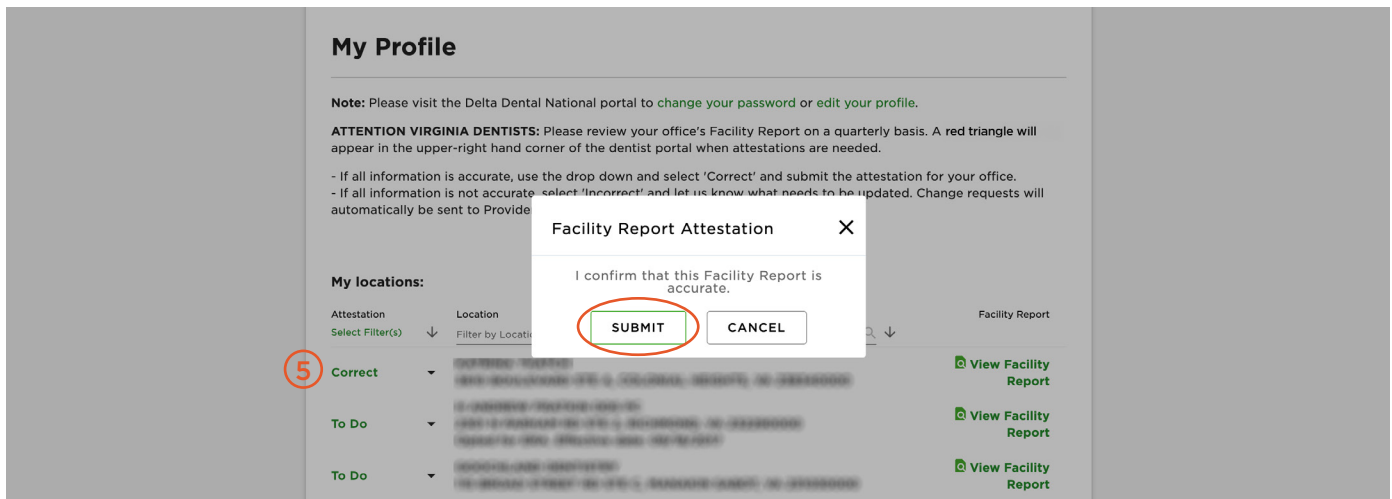 My Profile
Note: Please visit the Delta Dental National portal to change your password or edit your profile.
ATTENTION VIRGINIA DENTISTS: Please review your office's Facility Report on a quarterly basis. A red triangle will
appear in the upper-right hand corner of the dentist portal when attestations are needed.
- If all information is accurate, use the drop down and select 'Correct' and submit the attestation for your office.
- If all information is not accurate, select 'Incorrect' and let us know what needs to be updated. Change requests will
automatically be sent to Provide
Facility Report Attestation
I confirm that this Facility Report is
accurate.
SUBMIT CANCEL
My locations:
Attestation Location Facility Report
Select Filter(s) Filter by Locatio
5 Correct View Facility
Report
To Do View Facility
Report
To Do View Facility
Report